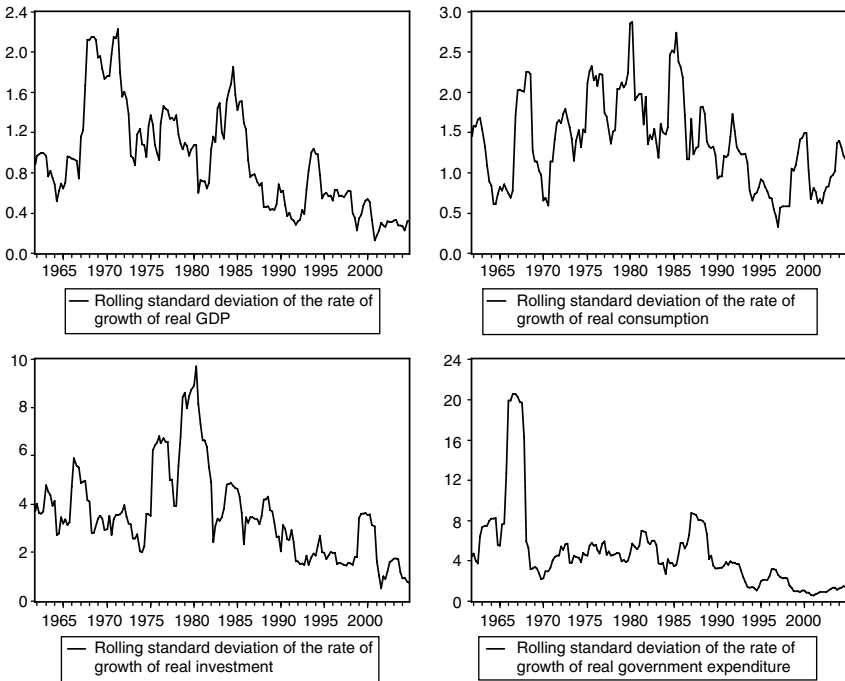 2.4
2.0
1.6
1.2
0.8
0.4
0.0
1965 1970 1975 1980 1985 1990 1995 2000
Rolling standard deviation of the rate of
growth of real GDP
3.0
2.5
2.0
1.5
1.0
0.5
0.0
1965 1970 1975 1980 1985 1990 1995 2000
Rolling standard deviation of the rate of
growth of real consumption
10
8
6
4
2
0
1965 1970 1975 1980 1985 1990 1995 2000
Rolling standard deviation of the rate of
growth of real investment
24
20
16
12
8
4
0
1965 1970 1975 1980 1985 1990 1995 2000
Rolling standard deviation of the rate of
growth of real government expenditure